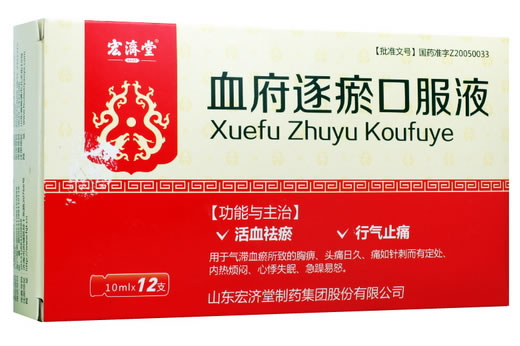 宏濟堂
【批准文号】国药准字Z20050033
血府逐瘀口服液
Xuefu Zhuyu Koufuye
【功能与主治】
活血祛瘀
行气止痛
用于气滞血瘀所致的胸痹、头痛日久、痛如针刺而有定处、
内热烦闷、心悸失眠、急躁易怒。
10ml×12支
山东宏济堂制药集团股份有限公司